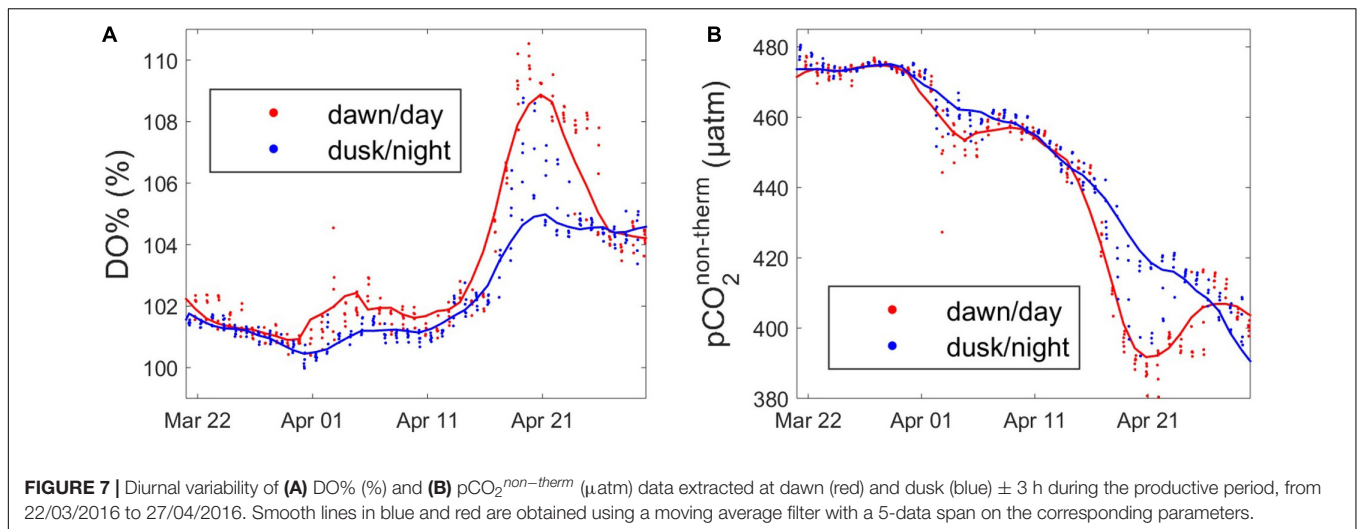 A
DO% (%)
110
108
106
104
102
100
dawn/day
dusk/night
Mar 22
Apr 01
Apr 11
Apr 21
B
pCO₂^non-therm (μatm)
480
460
440
420
400
380
dawn/day
dusk/night
Mar 22
Apr 01
Apr 11
Apr 21
FIGURE 7 | Diurnal variability of (A) DO% (%) and (B) pCO₂^non−therm (μatm) data extracted at dawn (red) and dusk (blue) ± 3 h during the productive period, from
22/03/2016 to 27/04/2016. Smooth lines in blue and red are obtained using a moving average filter with a 5-data span on the corresponding parameters.